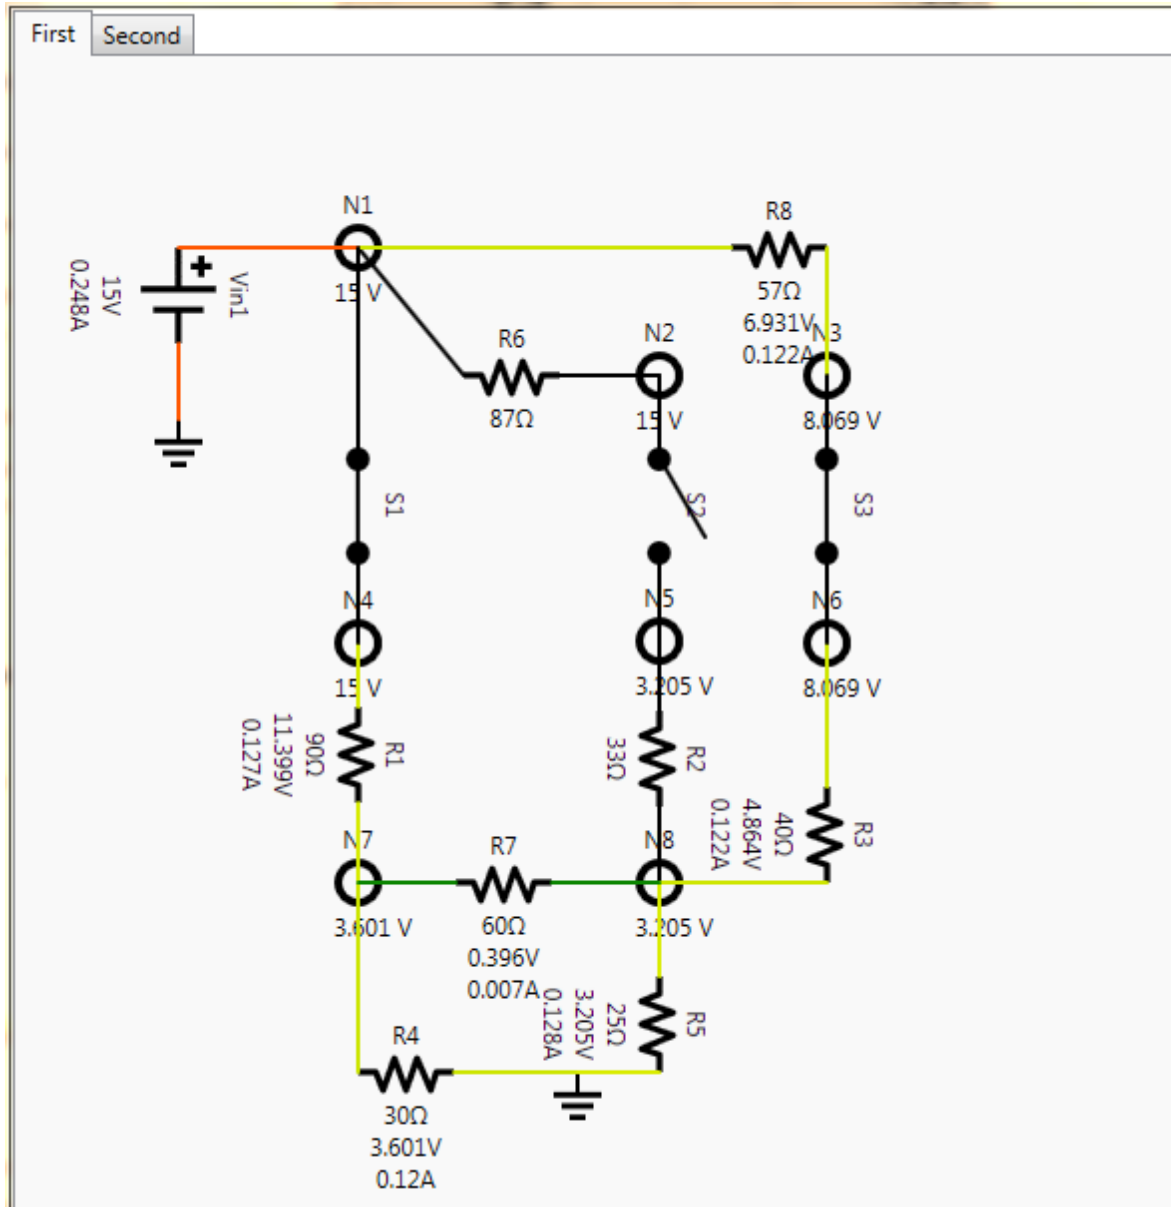 First
Second
N1
15 V
Vin1
15V
0.248A
R8
57Ω
6.931V
0.122A
R6
87Ω
N2
15 V
N3
8.069 V
S1
S2
S3
N4
15 V
N5
3.205 V
N6
8.069 V
R1
90Ω
11.399V
0.127A
R2
33Ω
R3
40Ω
4.864V
0.122A
N7
3.601 V
R7
60Ω
0.396V
0.007A
N8
3.205 V
R5
25Ω
3.205V
0.128A
R4
30Ω
3.601V
0.12A